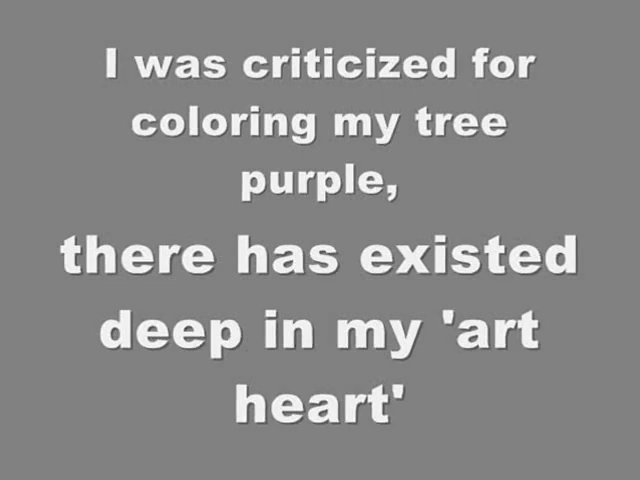 I was criticized for
coloring my tree
purple,
there has existed
deep in my 'art
heart'